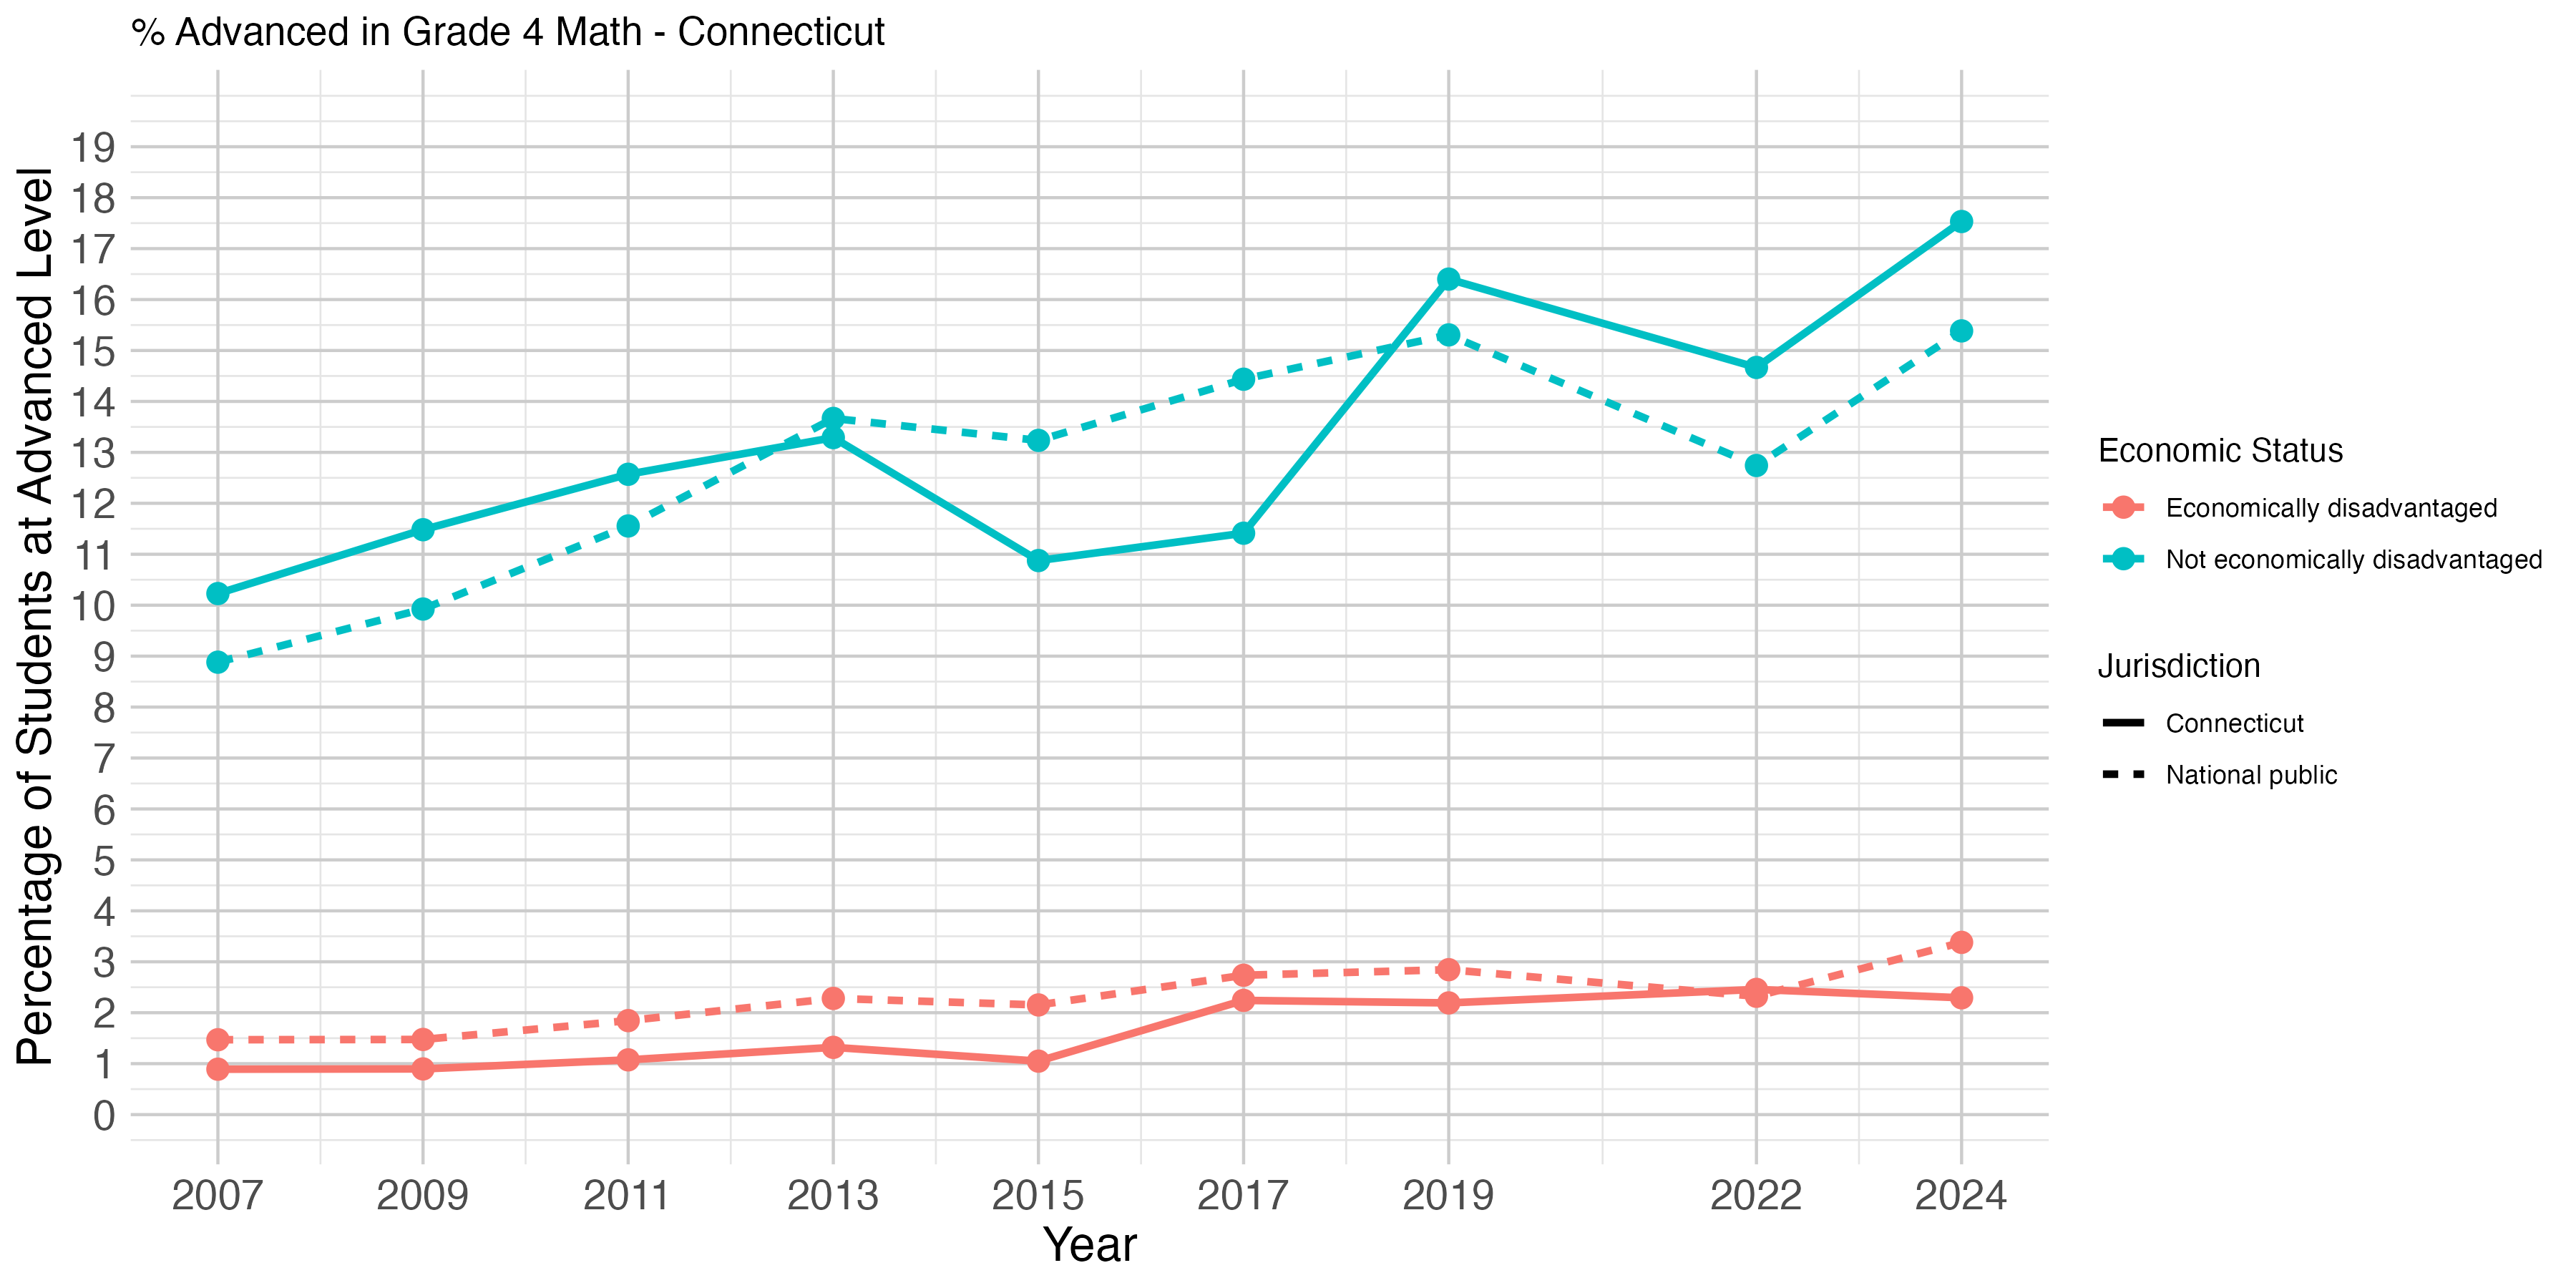 % Advanced in Grade 4 Math - Connecticut
Percentage of Students at Advanced Level
19
18
17
16
15
14
13
12
11
10
9
8
7
6
5
4
3
2
1
0
2007 2009 2011 2013 2015 2017 2019 2022 2024
Year
Economic Status
Economically disadvantaged
Not economically disadvantaged
Jurisdiction
Connecticut
National public